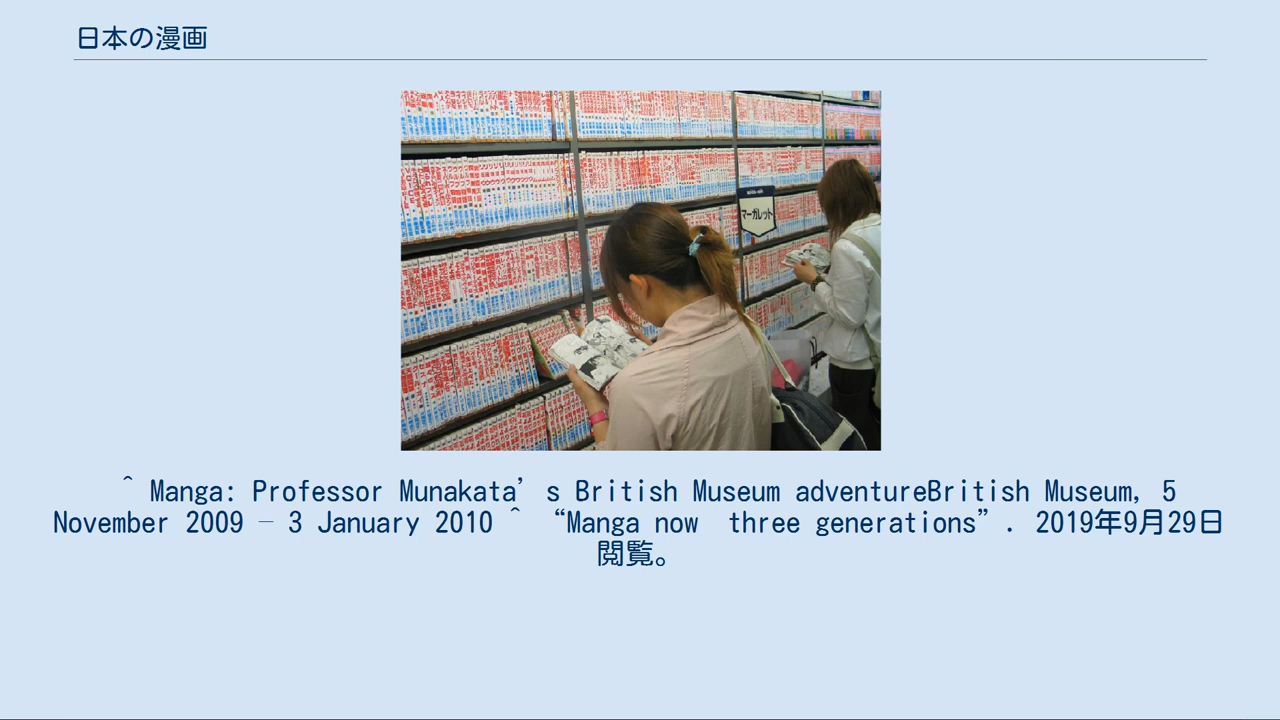 日本の漫画
マーガレット
^ Manga: Professor Munakata’s British Museum adventureBritish Museum, 5
November 2009 – 3 January 2010 ^ “Manga now  three generations”. 2019年9月29日
閲覧。